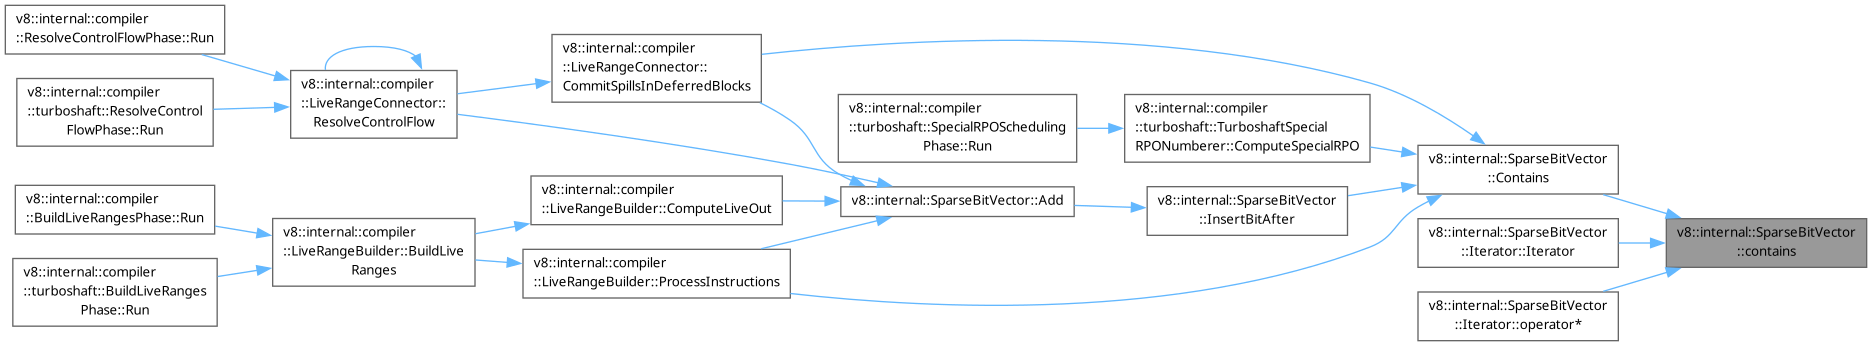 v8::internal::compiler
::ResolveControlFlowPhase::Run
v8::internal::compiler
::turboshaft::ResolveControl
FlowPhase::Run
v8::internal::compiler
::BuildLiveRangesPhase::Run
v8::internal::compiler
::turboshaft::BuildLiveRanges
Phase::Run
v8::internal::compiler
::LiveRangeConnector::
ResolveControlFlow
v8::internal::compiler
::LiveRangeBuilder::BuildLive
Ranges
v8::internal::compiler
::LiveRangeConnector::
CommitSpillsInDeferredBlocks
v8::internal::compiler
::LiveRangeBuilder::ComputeLiveOut
v8::internal::compiler
::LiveRangeBuilder::ProcessInstructions
v8::internal::compiler
::turboshaft::SpecialRPOScheduling
Phase::Run
v8::internal::SparseBitVector::Add
v8::internal::compiler
::turboshaft::TurboshaftSpecial
RPONumberer::ComputeSpecialRPO
v8::internal::SparseBitVector
::InsertBitAfter
v8::internal::SparseBitVector
::Contains
v8::internal::SparseBitVector
::Iterator::Iterator
v8::internal::SparseBitVector
::Iterator::operator*
v8::internal::SparseBitVector
::contains